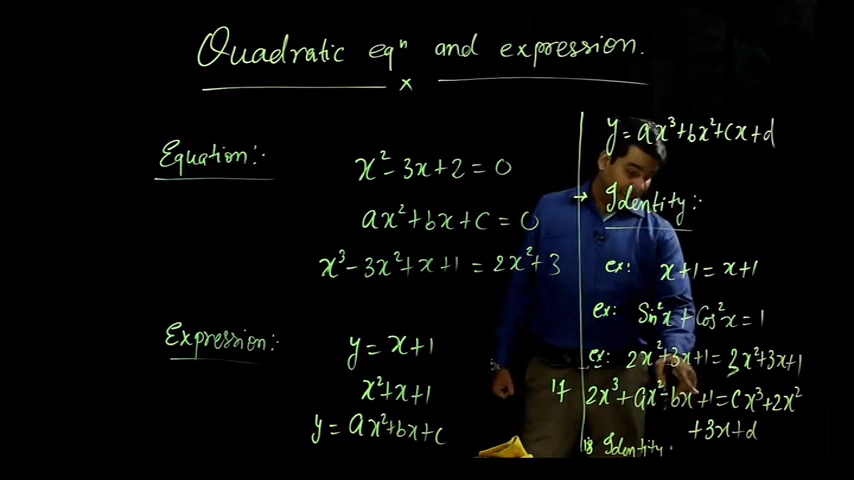 Quadratic eqⁿ and expression.
x
Equation:-
x² - 3x + 2 = 0
ax² + bx + c = 0
x³ - 3x² + x + 1 = 2x² + 3
Expression:-
y = x + 1
x² + x + 1
y = ax² + bx + c
y = ax³ + bx² + cx + d
→ Identity:-
ex: x + 1 = x + 1
ex: Sin²x + Cos²x = 1
ex: 2x² + 3x + 1 = 2x² + 3x + 1
If 2x³ + ax² - bx + 1 = cx³ + 2x²
+ 3x + d
is Identity.